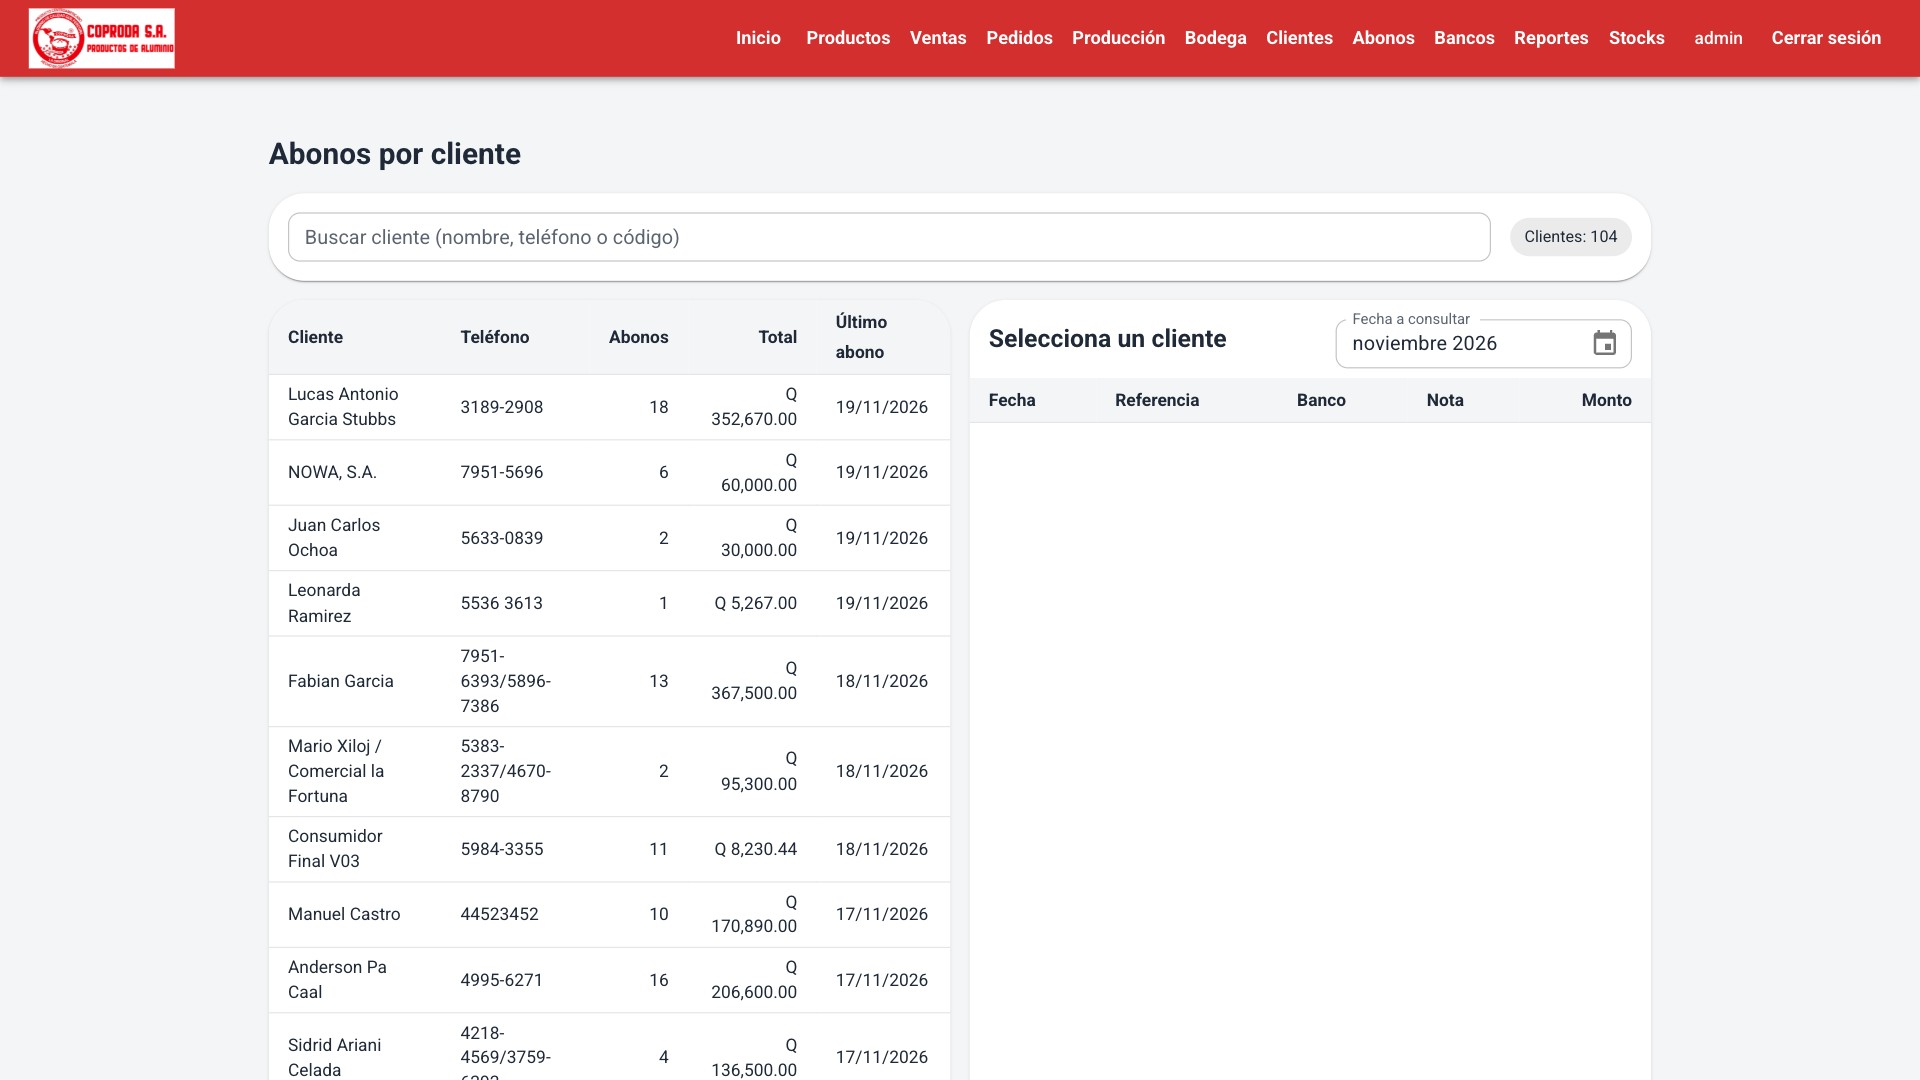 COPRODA S.A.
PRODUCTOS DE ALUMINIO
Inicio Productos Ventas Pedidos Producción Bodega Clientes Abonos Bancos Reportes Stocks admin Cerrar sesión
Abonos por cliente
Buscar cliente (nombre, teléfono o código)
Clientes: 104
Cliente Teléfono Abonos Total Último abono
Lucas Antonio Garcia Stubbs 3189-2908 18 Q 352,670.00 19/11/2026
NOWA, S.A. 7951-5696 6 Q 60,000.00 19/11/2026
Juan Carlos Ochoa 5633-0839 2 Q 30,000.00 19/11/2026
Leonarda Ramirez 5536 3613 1 Q 5,267.00 19/11/2026
Fabian Garcia 7951-6393/5896-7386 13 Q 367,500.00 18/11/2026
Mario Xiloj / Comercial la Fortuna 5383-2337/4670-8790 2 Q 95,300.00 18/11/2026
Consumidor Final V03 5984-3355 11 Q 8,230.44 18/11/2026
Manuel Castro 44523452 10 Q 170,890.00 17/11/2026
Anderson Pa Caal 4995-6271 16 Q 206,600.00 17/11/2026
Sidrid Ariani Celada 4218-4569/3759- 4 Q 136,500.00 17/11/2026
Selecciona un cliente
Fecha a consultar
noviembre 2026
Fecha Referencia Banco Nota Monto